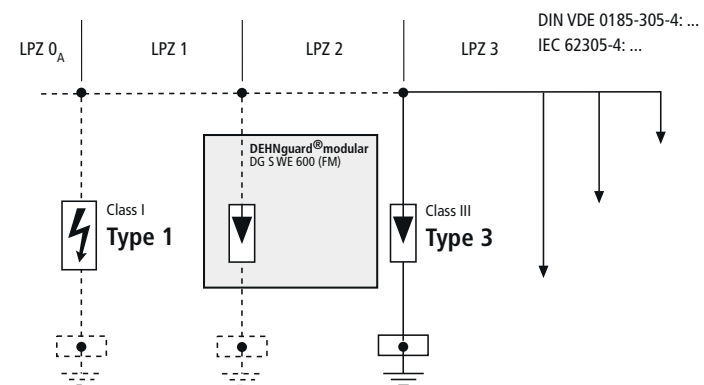 DIN VDE 0185-305-4: ...
IEC 62305-4: ...
LPZ 0A
LPZ 1
LPZ 2
LPZ 3
DEHNguard®modular
DG S WE 600 (FM)
Class I
Type 1
Class III
Type 3